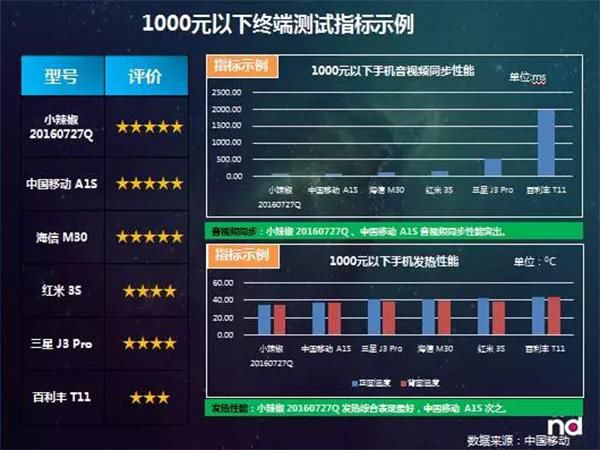 1000元以下终端测试指标示例
型号 评价
小辣椒
20160727Q ★★★★★
中国移动 A1S ★★★★★
海信 M30 ★★★★★
红米 3S ★★★★
三星 J3 Pro ★★★★
百利丰 T11 ★★★
指标示例
1000元以下手机音视频同步性能 单位:ms
2500.00
2000.00
1500.00
1000.00
500.00
0.00
小辣椒 中国移动 A1S 海信 M30 红米 3S 三星 J3 Pro 百利丰 T11
20160727Q
音视频同步：小辣椒 20160727Q 、中国移动 A1S 音视频同步性能突出。
指标示例
1000元以下手机发热性能 单位：⁰C
60.00
40.00
20.00
0.00
小辣椒 中国移动 A1S 三星 J3 Pro 海信 M30 红米 3S 百利丰 T11
20160727Q
正面温度 背面温度
发热性能：小辣椒 20160727Q 发热综合表现最好，中国移动 A1S 次之。
nd
数据来源：中国移动